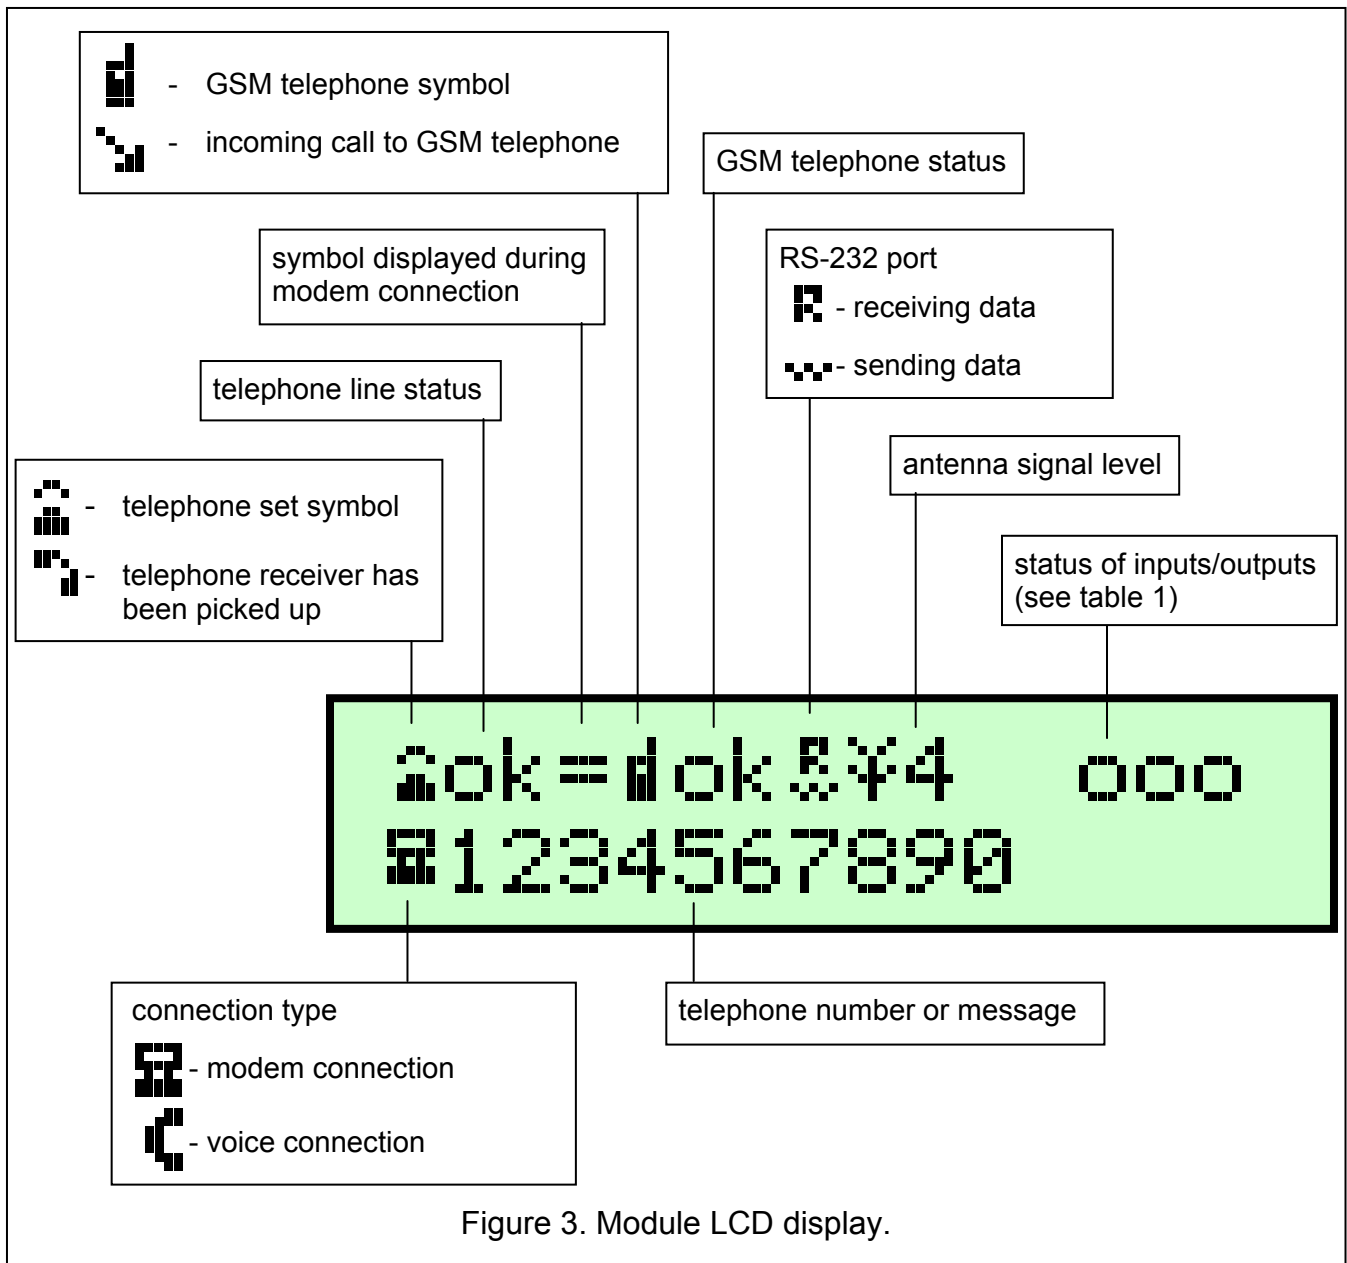 - GSM telephone symbol
- incoming call to GSM telephone
GSM telephone status
symbol displayed during
modem connection
RS-232 port
R - receiving data
- sending data
telephone line status
antenna signal level
- telephone set symbol
- telephone receiver has
been picked up
status of inputs/outputs
(see table 1)
ok= ok R ¥4 ooo
1234567890
connection type
- modem connection
- voice connection
telephone number or message
Figure 3. Module LCD display.